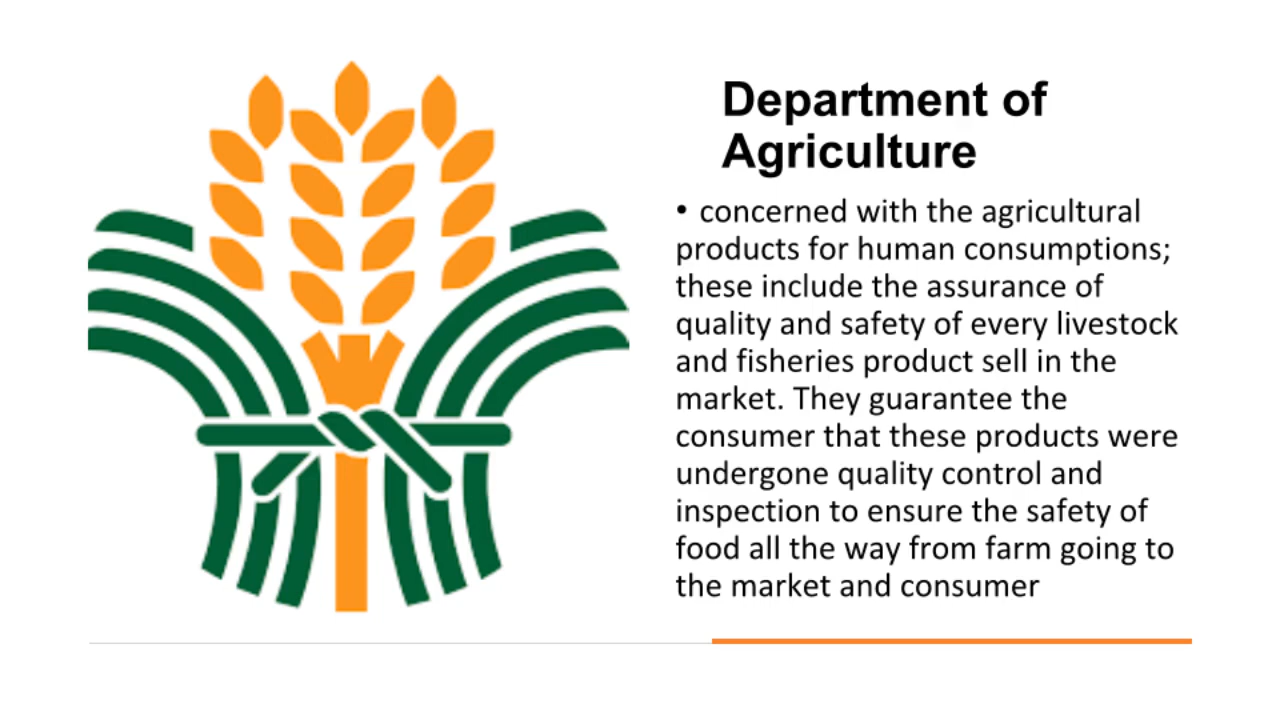 Department of
Agriculture
• concerned with the agricultural
products for human consumptions;
these include the assurance of
quality and safety of every livestock
and fisheries product sell in the
market. They guarantee the
consumer that these products were
undergone quality control and
inspection to ensure the safety of
food all the way from farm going to
the market and consumer